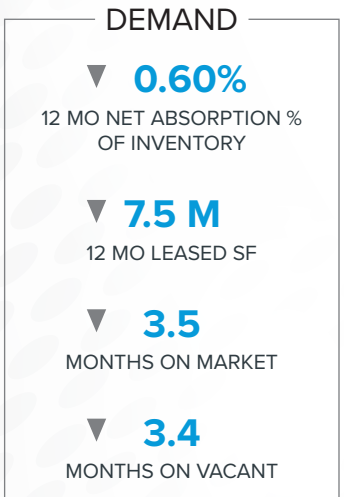 DEMAND
▼ 0.60%
12 MO NET ABSORPTION %
OF INVENTORY
▼ 7.5 M
12 MO LEASED SF
▼ 3.5
MONTHS ON MARKET
▼ 3.4
MONTHS ON VACANT